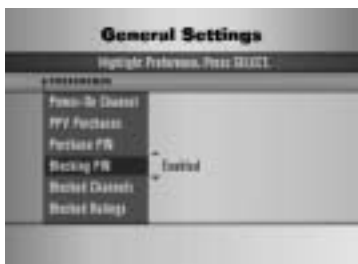 General Settings
Highlight Preference, Press SELECT.
Power-On Channel
PPV Purchases
Purchase PIN
Blocking PIN
Enabled
Blocked Channels
Blocked Ratings